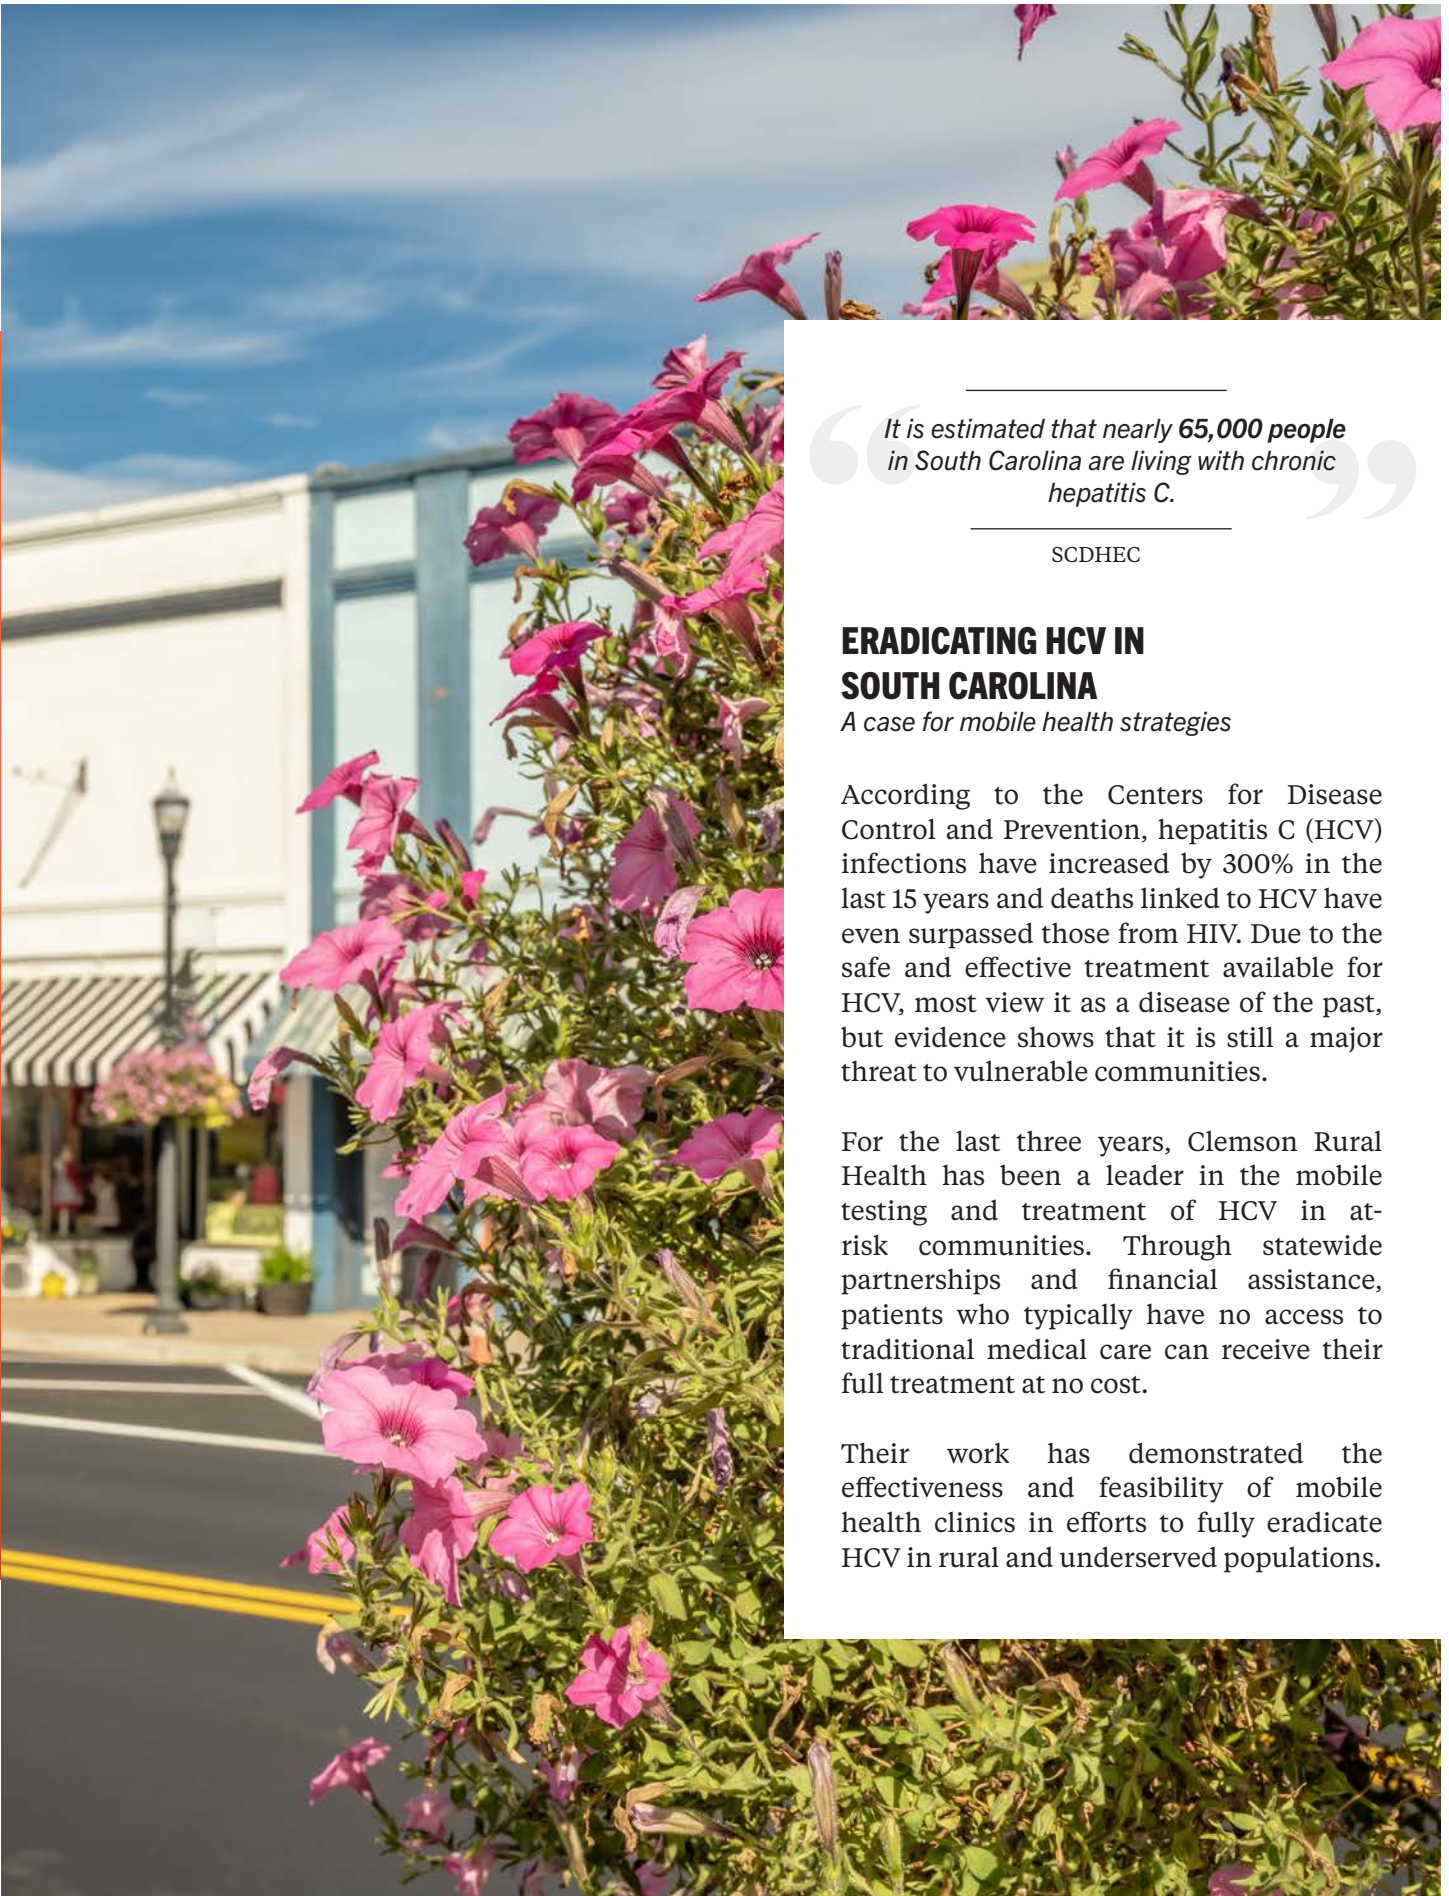 It is estimated that nearly 65,000 people
in South Carolina are living with chronic
hepatitis C.
SCDHEC
ERADICATING HCV IN
SOUTH CAROLINA
A case for mobile health strategies
According to the Centers for Disease
Control and Prevention, hepatitis C (HCV)
infections have increased by 300% in the
last 15 years and deaths linked to HCV have
even surpassed those from HIV. Due to the
safe and effective treatment available for
HCV, most view it as a disease of the past,
but evidence shows that it is still a major
threat to vulnerable communities.
For the last three years, Clemson Rural
Health has been a leader in the mobile
testing and treatment of HCV in at-
risk communities. Through statewide
partnerships and financial assistance,
patients who typically have no access to
traditional medical care can receive their
full treatment at no cost.
Their work has demonstrated the
effectiveness and feasibility of mobile
health clinics in efforts to fully eradicate
HCV in rural and underserved populations.